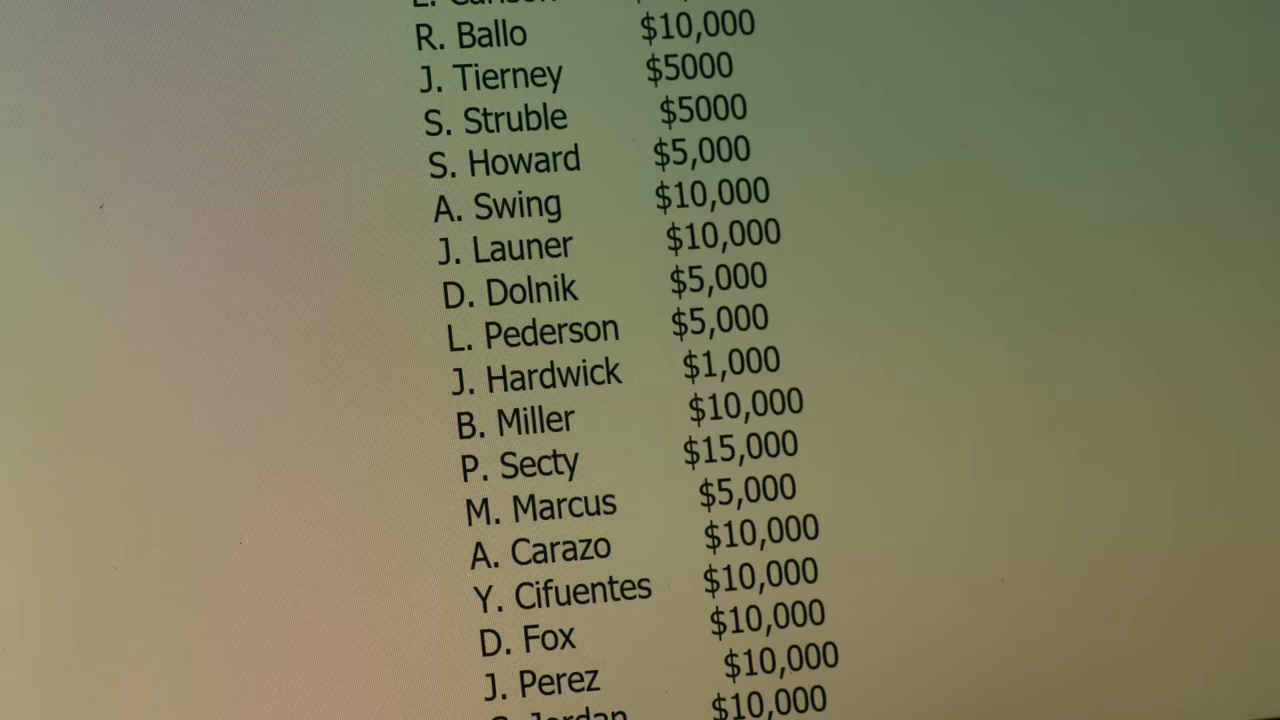 R. Ballo $10,000
J. Tierney $5000
S. Struble $5000
S. Howard $5,000
A. Swing $10,000
J. Launer $10,000
D. Dolnik $5,000
L. Pederson $5,000
J. Hardwick $1,000
B. Miller $10,000
P. Secty $15,000
M. Marcus $5,000
A. Carazo $10,000
Y. Cifuentes $10,000
D. Fox $10,000
J. Perez $10,000
Jordan $10,000